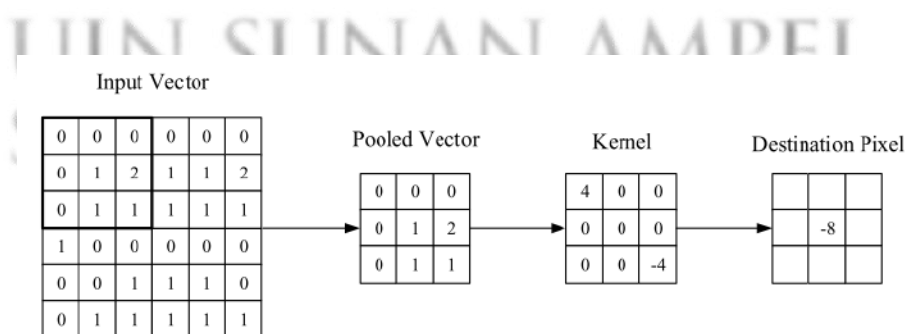 UIN SUNAN AMPEL
Input Vector
0 0 0 0 0 0
0 1 2 1 1 2
0 1 1 1 1 1
1 0 0 0 0 0
0 0 1 1 1 0
0 1 1 1 1 1
Pooled Vector
0 0 0
0 1 2
0 1 1
Kernel
4 0 0
0 0 0
0 0 -4
Destination Pixel
-8